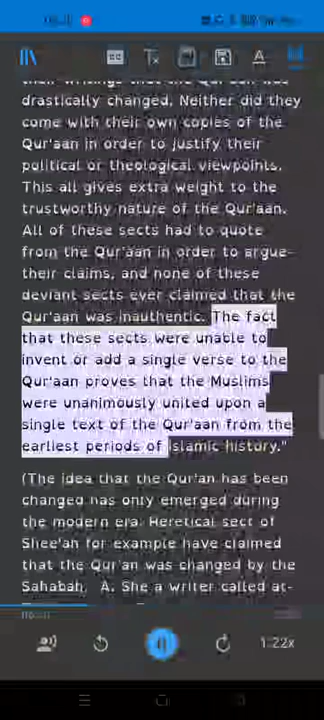 drastically changed. Neither did they
come with their own copies of the
Qur'aan in order to justify their
political or theological viewpoints.
This all gives extra weight to the
trustworthy nature of the Qur'aan.
All of these sects had to quote
from the Qur'aan in order to argue-
their claims, and none of these
deviant sects ever claimed that the
Qur'aan was inauthentic. The fact
that these sects were unable to
invent or add a single verse to the
Qur'aan proves that the Muslims
were unanimously united upon a
single text of the Qur'aan from the
earliest periods of Islamic history."
(The idea that the Qur'an has been
changed has only emerged during
the modern era. Heretical sect of
Shee'ah for example have claimed
that the Qur'an was changed by the
Sahabah. A. She a writer called at-
1.22x